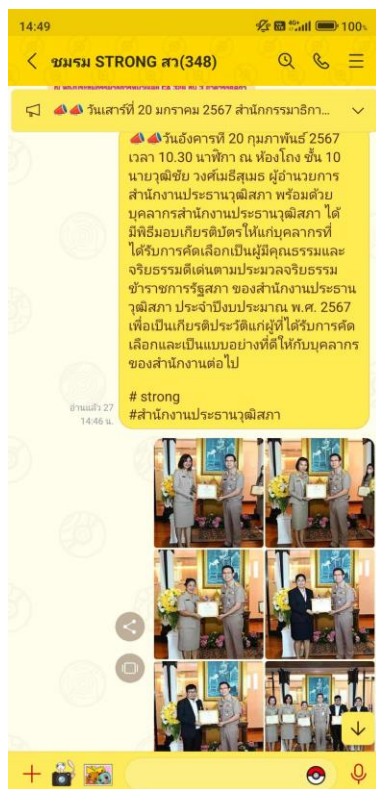 14:49
100%
ชมรม STRONG สว(348)
📣📣 วันเสาร์ที่ 20 มกราคม 2567 สำนักกรรมาธิกา...
📣📣วันอังคารที่ 20 กุมภาพันธ์ 2567
เวลา 10.30 นาฬิกา ณ ห้องโถง ชั้น 10
นายวุฒิชัย วงศ์เมธีสุเมธ ผู้อำนวยการ
สำนักงานประธานวุฒิสภา พร้อมด้วย
บุคลากรสำนักงานประธานวุฒิสภา ได้
มีพิธีมอบเกียรติบัตรให้แก่บุคลากรที่
ได้รับการคัดเลือกเป็นผู้มีคุณธรรมและ
จริยธรรมดีเด่นตามประมวลจริยธรรม
ข้าราชการรัฐสภา ของสำนักงานประธาน
วุฒิสภา ประจำปีงบประมาณ พ.ศ. 2567
เพื่อเป็นเกียรติประวัติแก่ผู้ที่ได้รับการคัด
เลือกและเป็นแบบอย่างที่ดีให้กับบุคลากร
ของสำนักงานต่อไป
# strong
#สำนักงานประธานวุฒิสภา
อ่านแล้ว 27
14:46 น.